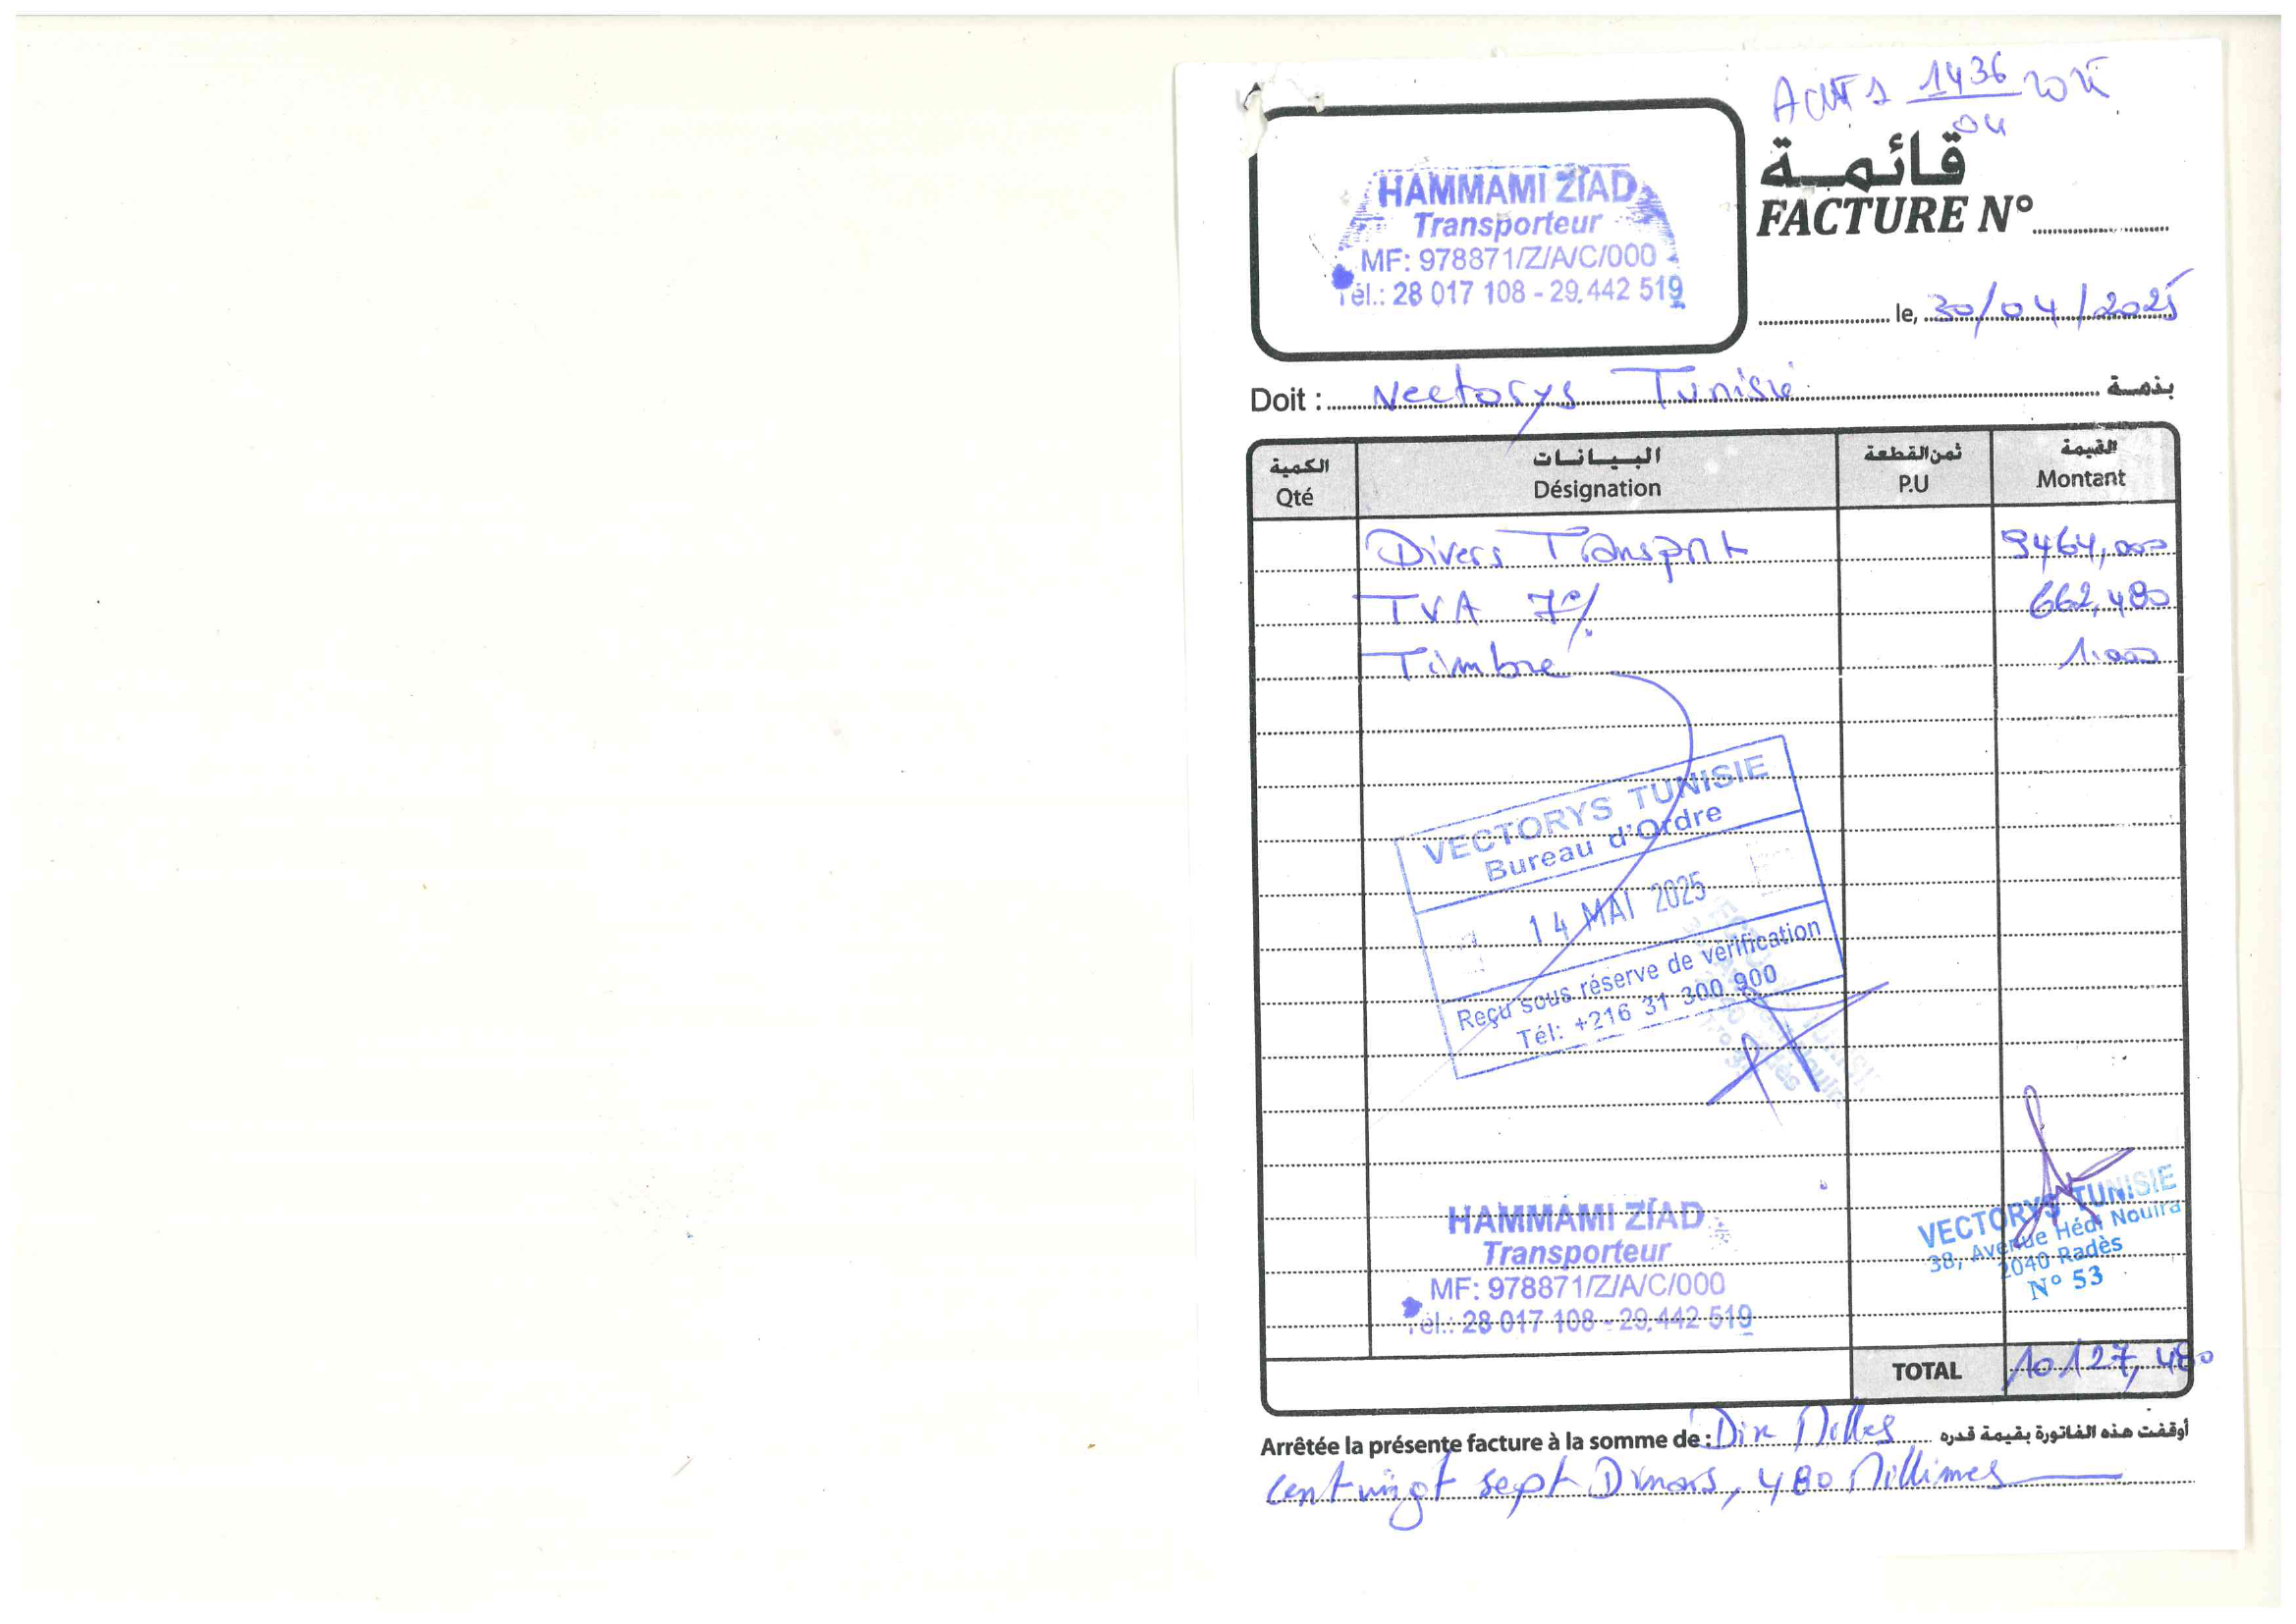 ACHTS 1436
04
HAMMAMI ZIAD
Transporteur
MF: 978871/Z/A/C/000
Tél.: 28 017 108 - 29.442 519
قائمة
FACTURE N°
le, 30/04/2025
Doit : Vectorys Tunisie بذمة
الكمية البيانات ثمن القطعة القيمة
Qté Désignation P.U Montant
Divers Transport 9464,000
TVA 7% 662,480
Timbre 1.000
VECTORYS TUNISIE
Bureau d'Ordre
14 MAI 2025
Reçu sous réserve de vérification
Tél: +216 31 300 900
HAMMAMI ZIAD
Transporteur
MF: 978871/Z/A/C/000
Tél.: 28 017 108 - 29.442 519
VECTORYS TUNISIE
38, Avenue Hédi Nouira
2040 Radès
N° 53
TOTAL 10127,480
Arrêtée la présente facture à la somme de : Dix Milles أوقفت هذه الفاتورة بقيمة قدره
cent vingt sept Dinars, 480 Millimes